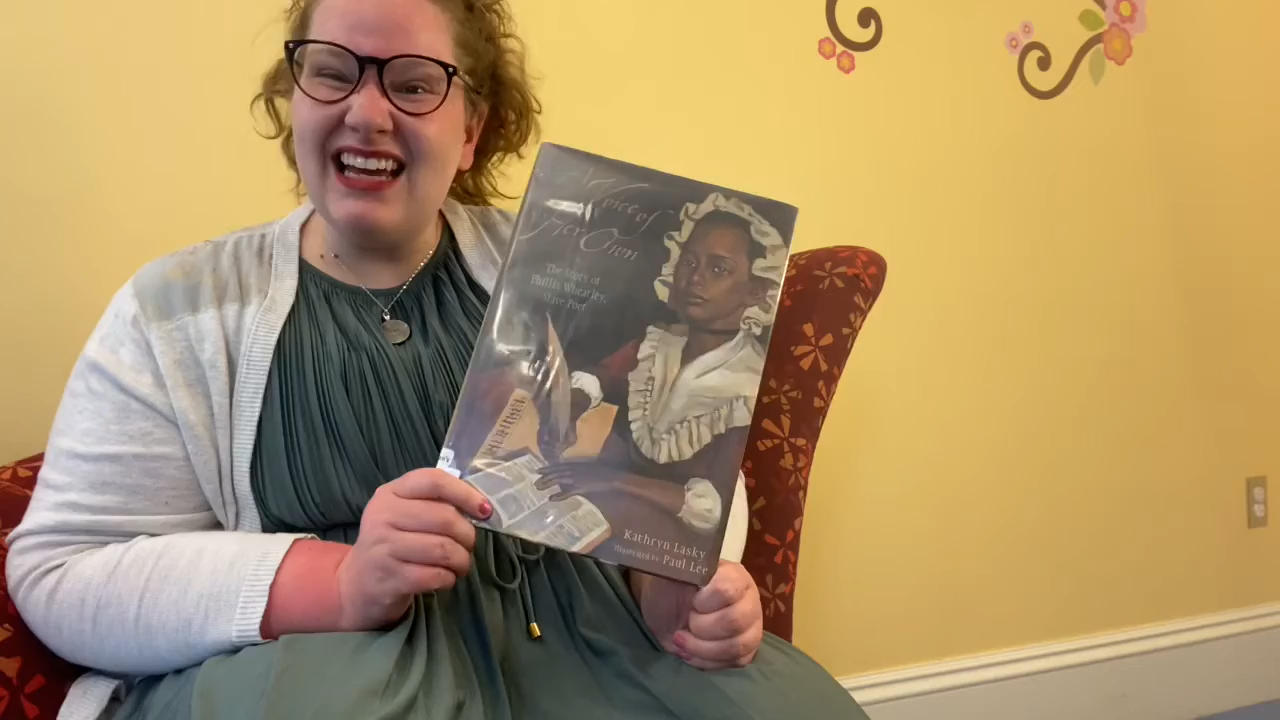 A Voice of
Her Own
The Story of
Phillis Wheatley,
Slave Poet
Kathryn Lasky
illustrated by Paul Lee